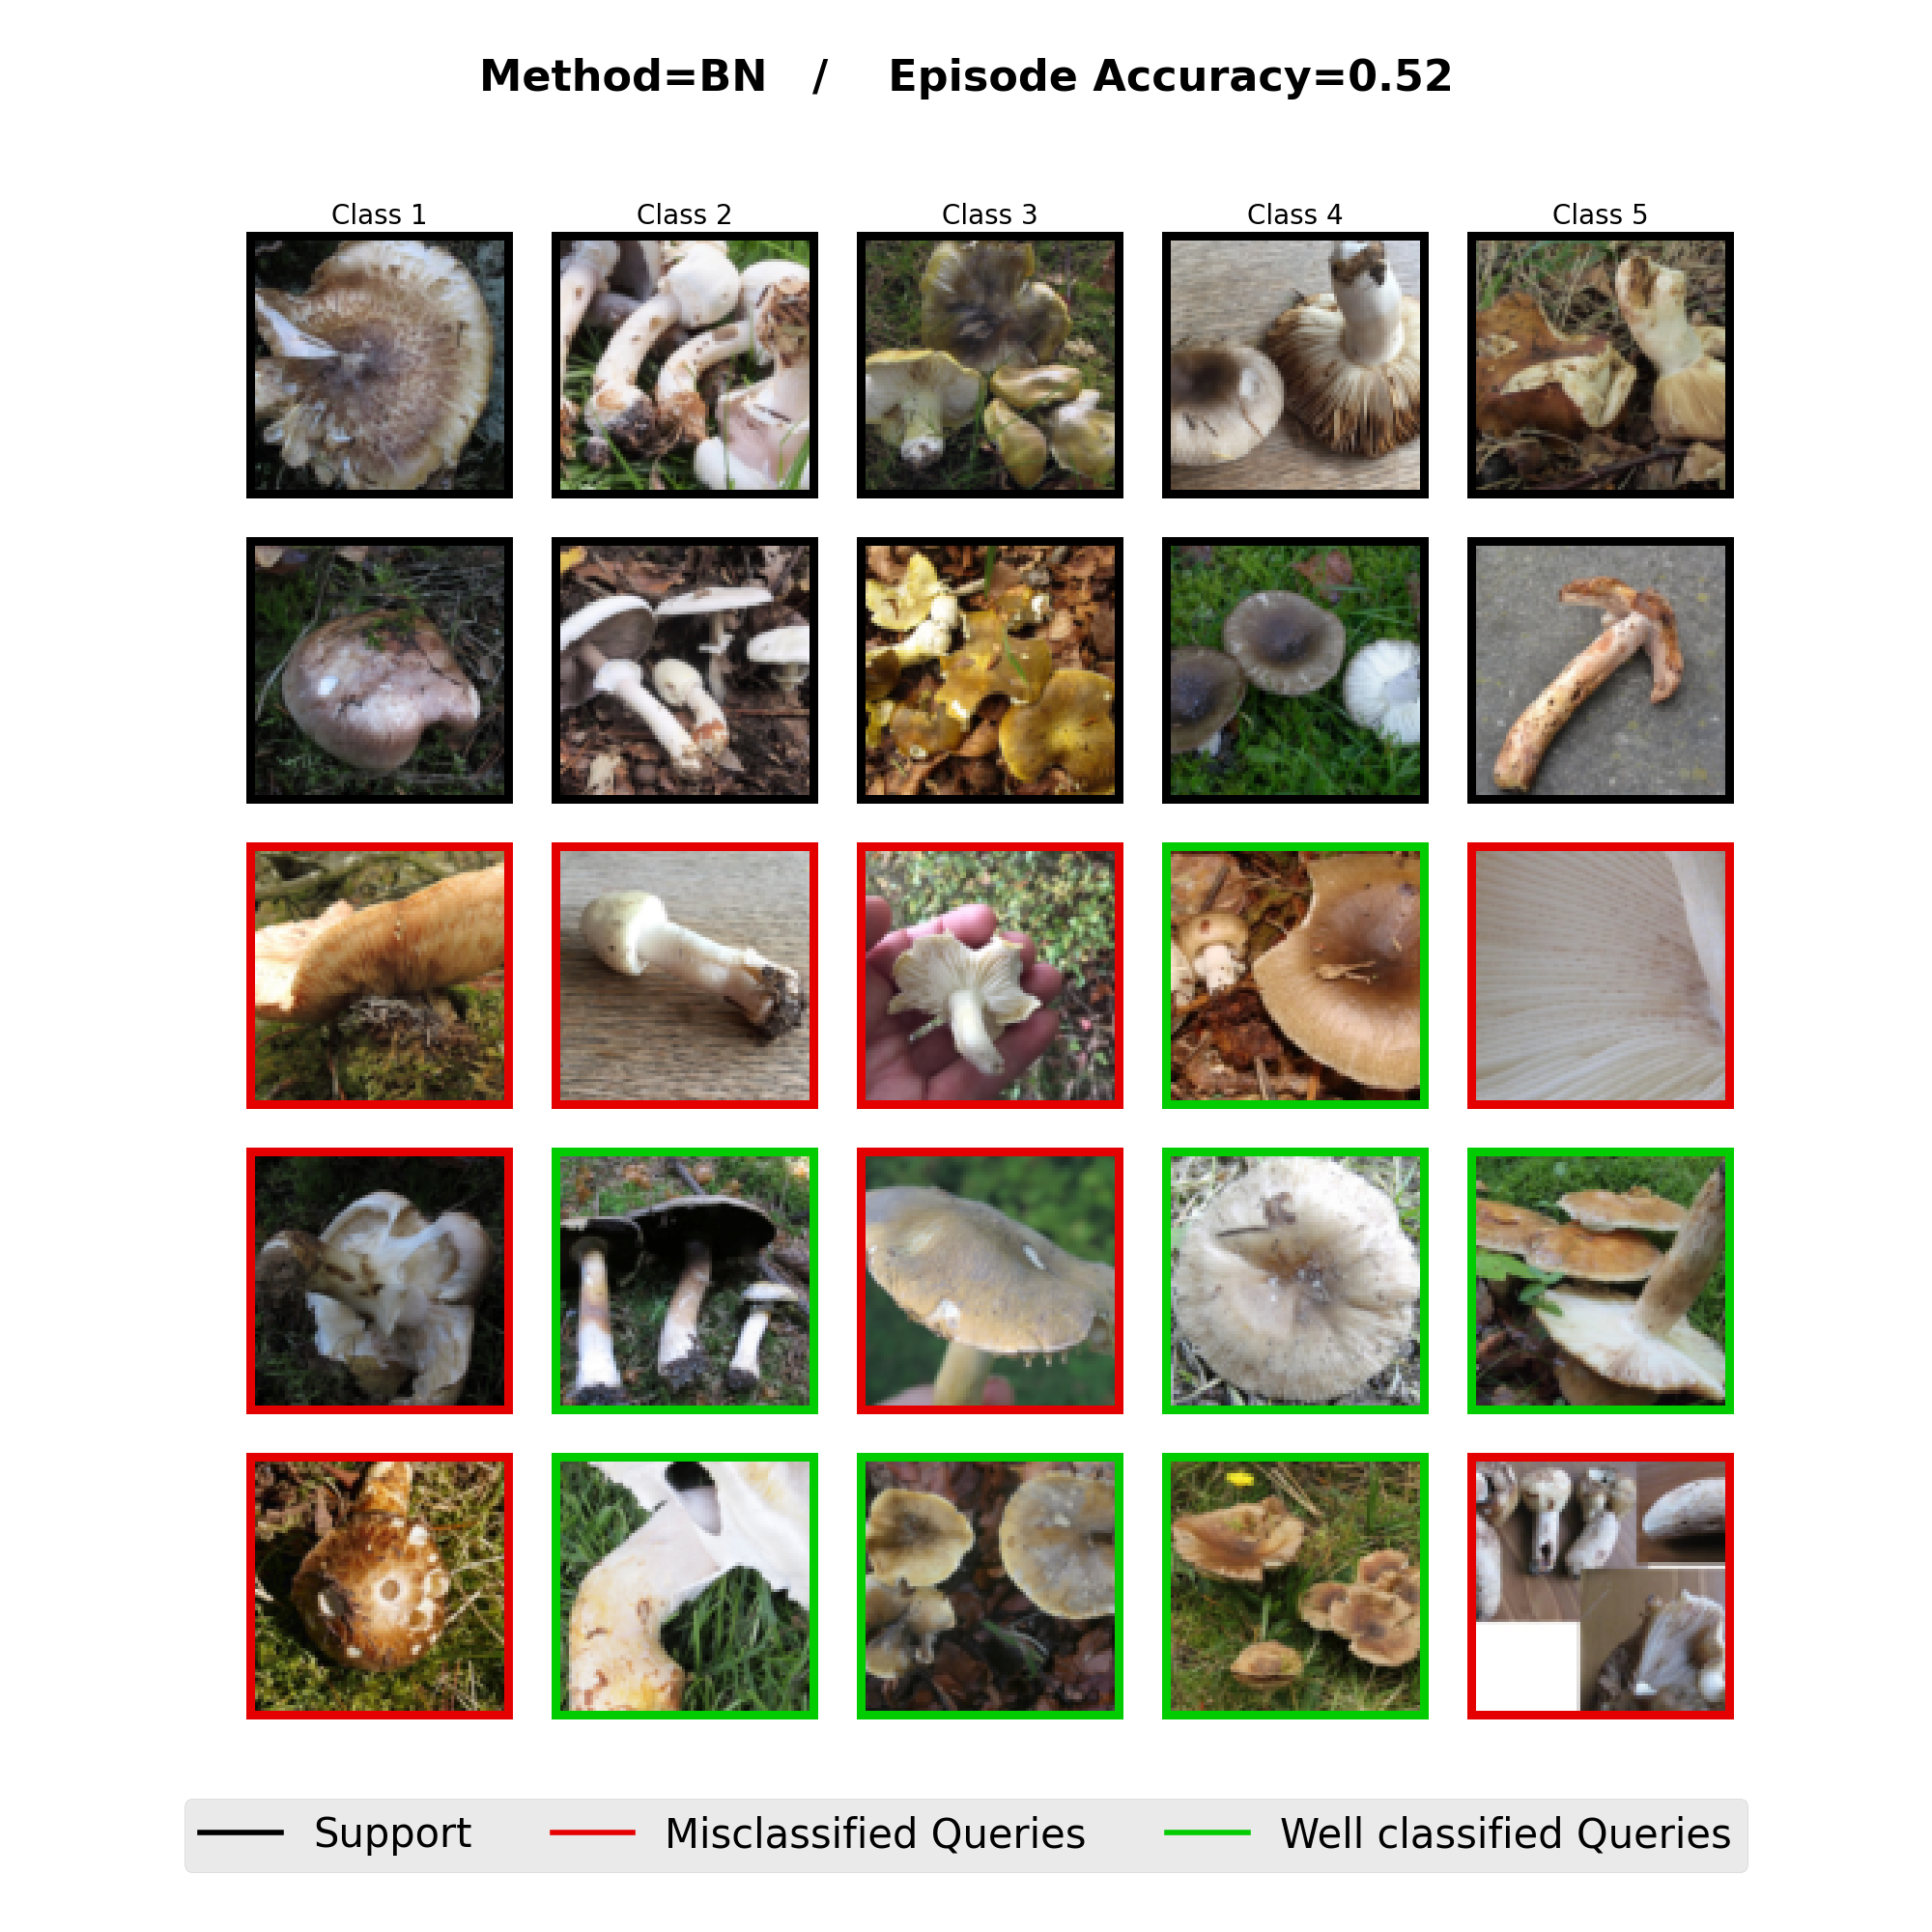 Method=BN / Episode Accuracy=0.52
Class 1 Class 2 Class 3 Class 4 Class 5
Support Misclassified Queries Well classified Queries